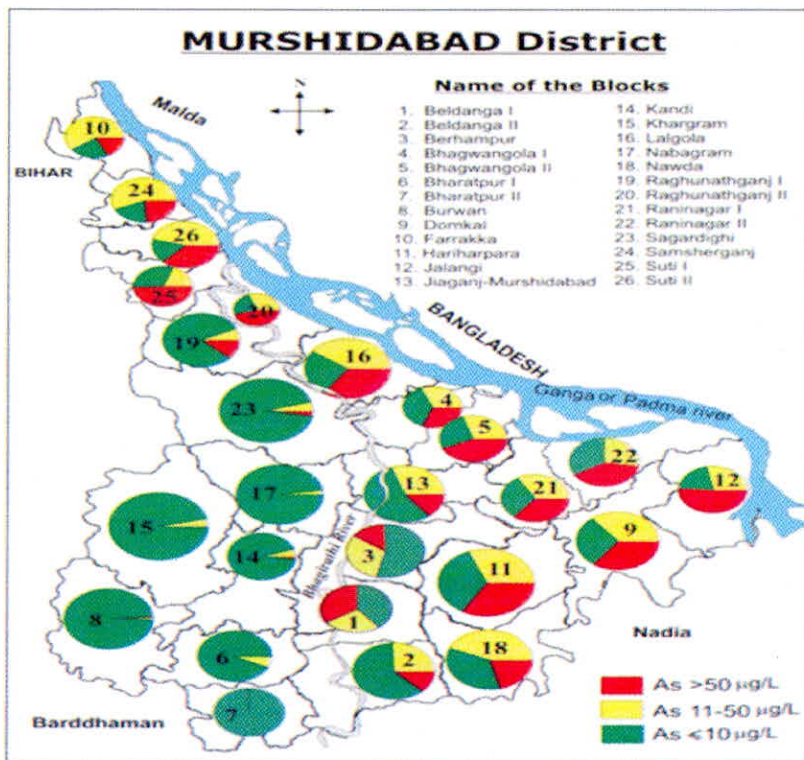 MURSHIDABAD District
Name of the Blocks
N
1. Beldanga I
2. Beldanga II
3. Berhampur
4. Bhagwangola I
5. Bhagwangola II
6. Bharatpur I
7. Bharatpur II
8. Burwan
9. Domkal
10. Farrakka
11. Hariharpara
12. Jalangi
13. Jiaganj-Murshidabad
14. Kandi
15. Khargram
16. Lalgola
17. Nabagram
18. Nawda
19. Raghunathganj I
20. Raghunathganj II
21. Raninagar I
22. Raninagar II
23. Sagardighi
24. Samsherganj
25. Suti I
26. Suti II
Malda
10
BIHAR
24
26
25
20
19
BANGLADESH
16
Ganga or Padma river
23
4
5
22
12
17
13
21
15
9
3
14
11
Bhagirathi River
8
1
Nadia
18
6
2
7
Barddhaman
As >50 µg/L
As 11-50 µg/L
As ⩽10 µg/L